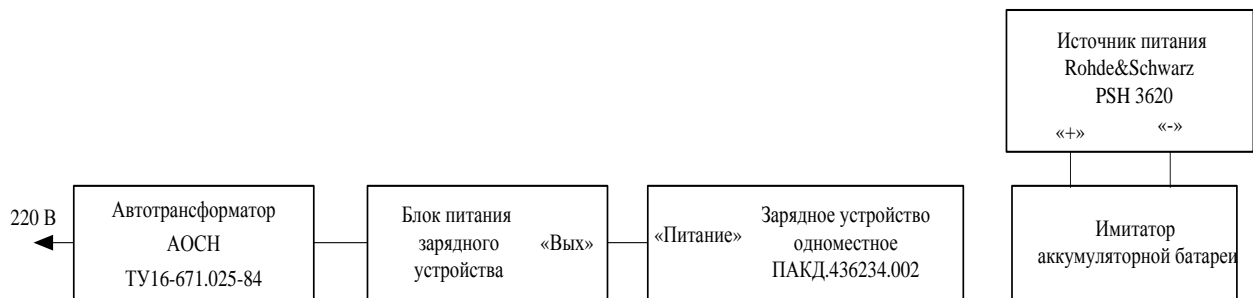 220 В
Автотрансформатор
АОСН
ТУ16-671.025-84
Блок питания
зарядного
устройства
«Вых»
«Питание»
Зарядное устройство
одноместное
ПАКД.436234.002
Источник питания
Rohde&Schwarz
PSH 3620
«+»
«-»
Имитатор
аккумуляторной батареи